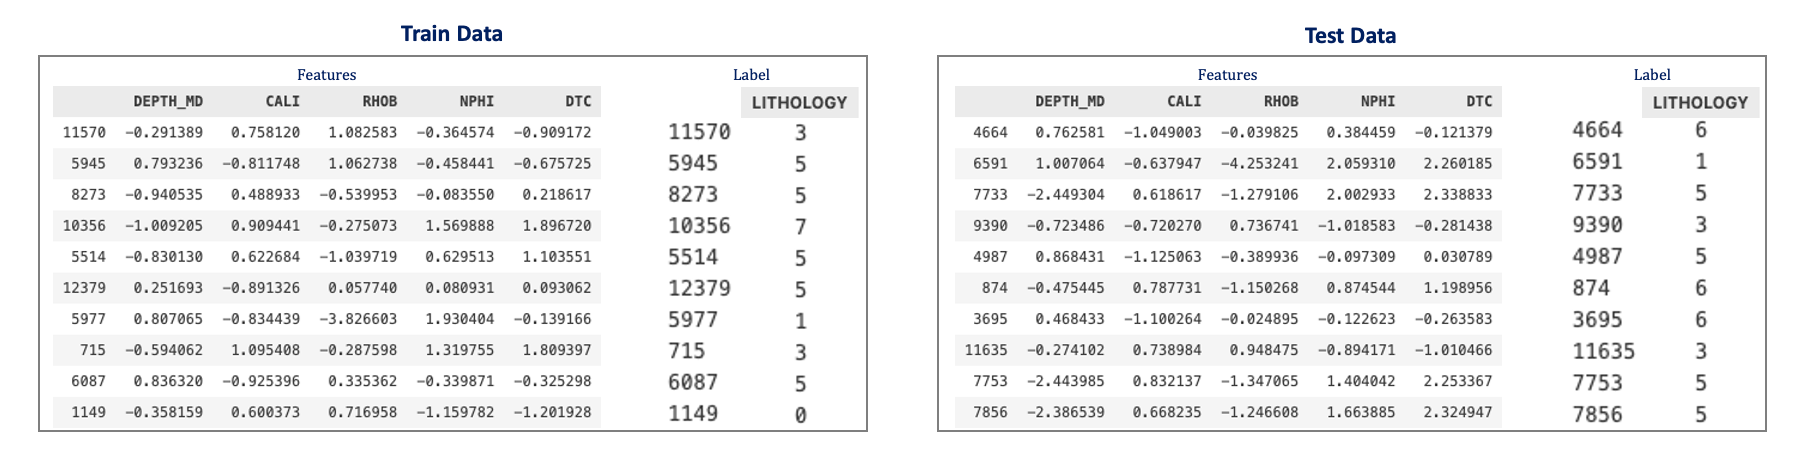 Train Data
Features Label
DEPTH_MD CALI RHOB NPHI DTC LITHOLOGY
11570 -0.291389 0.758120 1.082583 -0.364574 -0.909172 11570 3
5945 0.793236 -0.811748 1.062738 -0.458441 -0.675725 5945 5
8273 -0.940535 0.488933 -0.539953 -0.083550 0.218617 8273 5
10356 -1.009205 0.909441 -0.275073 1.569888 1.896720 10356 7
5514 -0.830130 0.622684 -1.039719 0.629513 1.103551 5514 5
12379 0.251693 -0.891326 0.057740 0.080931 0.093062 12379 5
5977 0.807065 -0.834439 -3.826603 1.930404 -0.139166 5977 1
715 -0.594062 1.095408 -0.287598 1.319755 1.809397 715 3
6087 0.836320 -0.925396 0.335362 -0.339871 -0.325298 6087 5
1149 -0.358159 0.600373 0.716958 -1.159782 -1.201928 1149 0
Test Data
Features Label
DEPTH_MD CALI RHOB NPHI DTC LITHOLOGY
4664 0.762581 -1.049003 -0.039825 0.384459 -0.121379 4664 6
6591 1.007064 -0.637947 -4.253241 2.059310 2.260185 6591 1
7733 -2.449304 0.618617 -1.279106 2.002933 2.338833 7733 5
9390 -0.723486 -0.720270 0.736741 -1.018583 -0.281438 9390 3
4987 0.868431 -1.125063 -0.389936 -0.097309 0.030789 4987 5
874 -0.475445 0.787731 -1.150268 0.874544 1.198956 874 6
3695 0.468433 -1.100264 -0.024895 -0.122623 -0.263583 3695 6
11635 -0.274102 0.738984 0.948475 -0.894171 -1.010466 11635 3
7753 -2.443985 0.832137 -1.347065 1.404042 2.253367 7753 5
7856 -2.386539 0.668235 -1.246608 1.663885 2.324947 7856 5